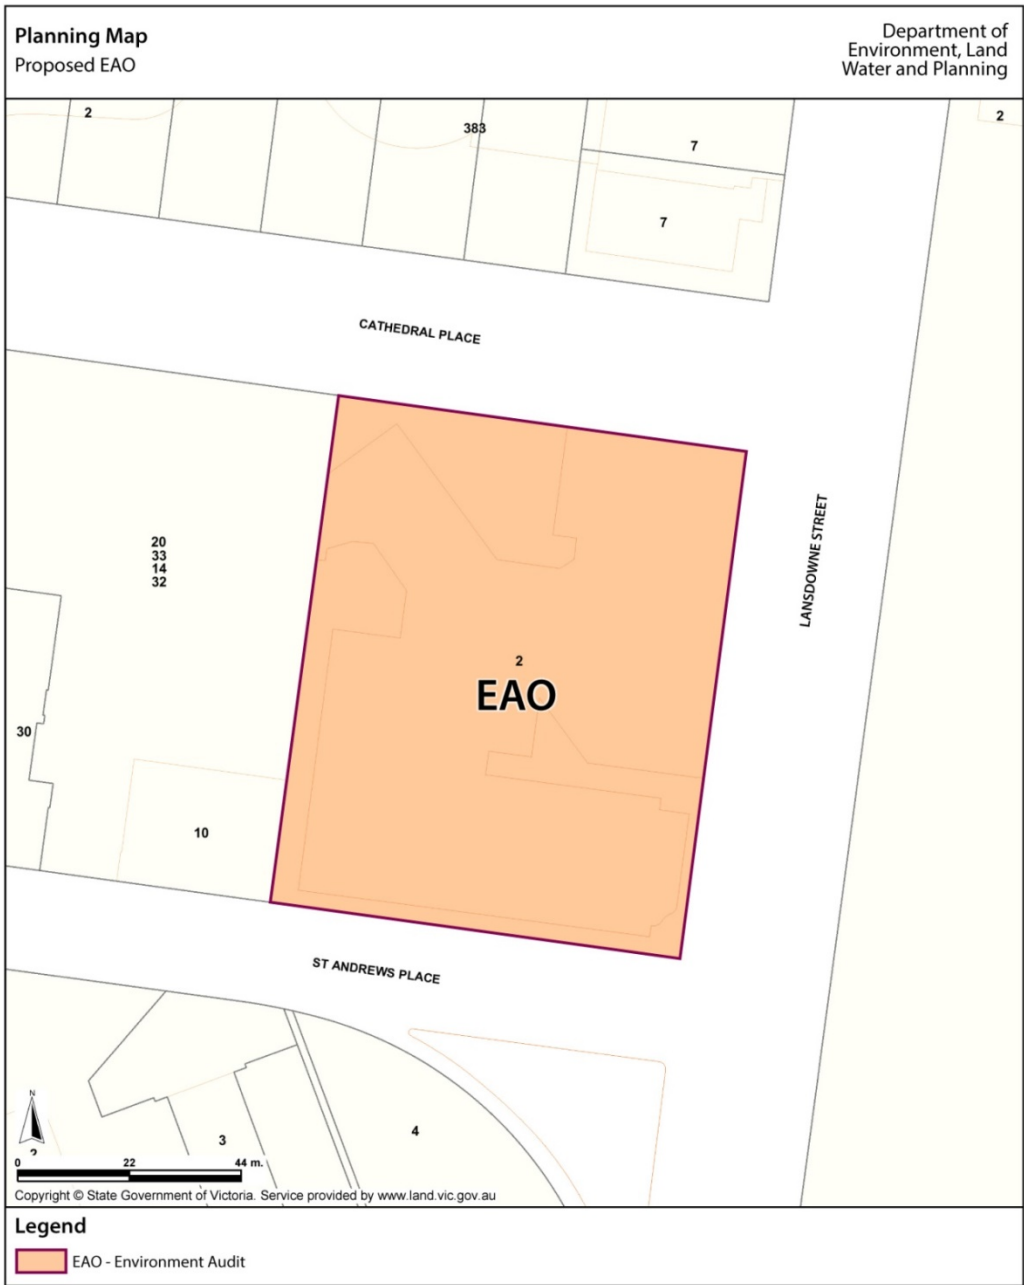 Planning Map
Proposed EAO
Department of
Environment, Land
Water and Planning
2
383
7
2
7
CATHEDRAL PLACE
LANSDOWNE STREET
20
33
14
32
2
EAO
30
10
ST ANDREWS PLACE
4
3
N
2
0 22 44 m.
Copyright © State Government of Victoria. Service provided by www.land.vic.gov.au
Legend
EAO - Environment Audit